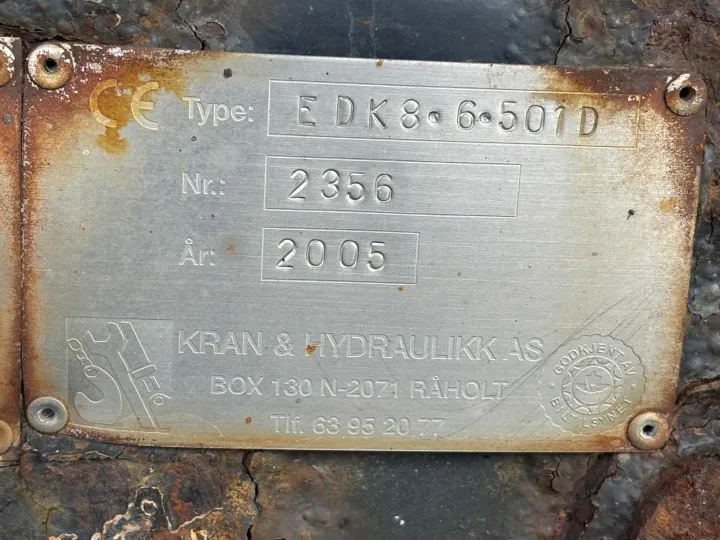 CE Type: EDK8.6.501D
Nr.: 2356
År: 2005
KRAN & HYDRAULIKK AS
BOX 130 N-2071 RÅHOLT
Tlf. 63 95 20 77
GODKJENT AV